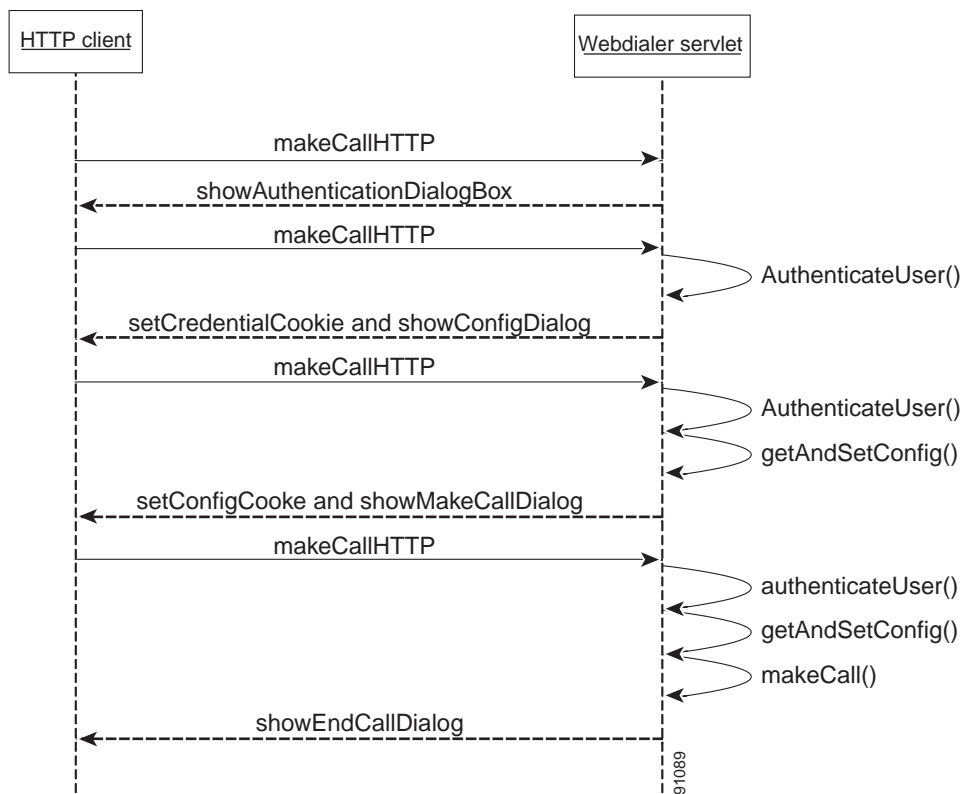 HTTP client
Webdialer servlet
makeCallHTTP
showAuthenticationDialogBox
makeCallHTTP
AuthenticateUser()
setCredentialCookie and showConfigDialog
makeCallHTTP
AuthenticateUser()
getAndSetConfig()
setConfigCooke and showMakeCallDialog
makeCallHTTP
authenticateUser()
getAndSetConfig()
makeCall()
showEndCallDialog
91089